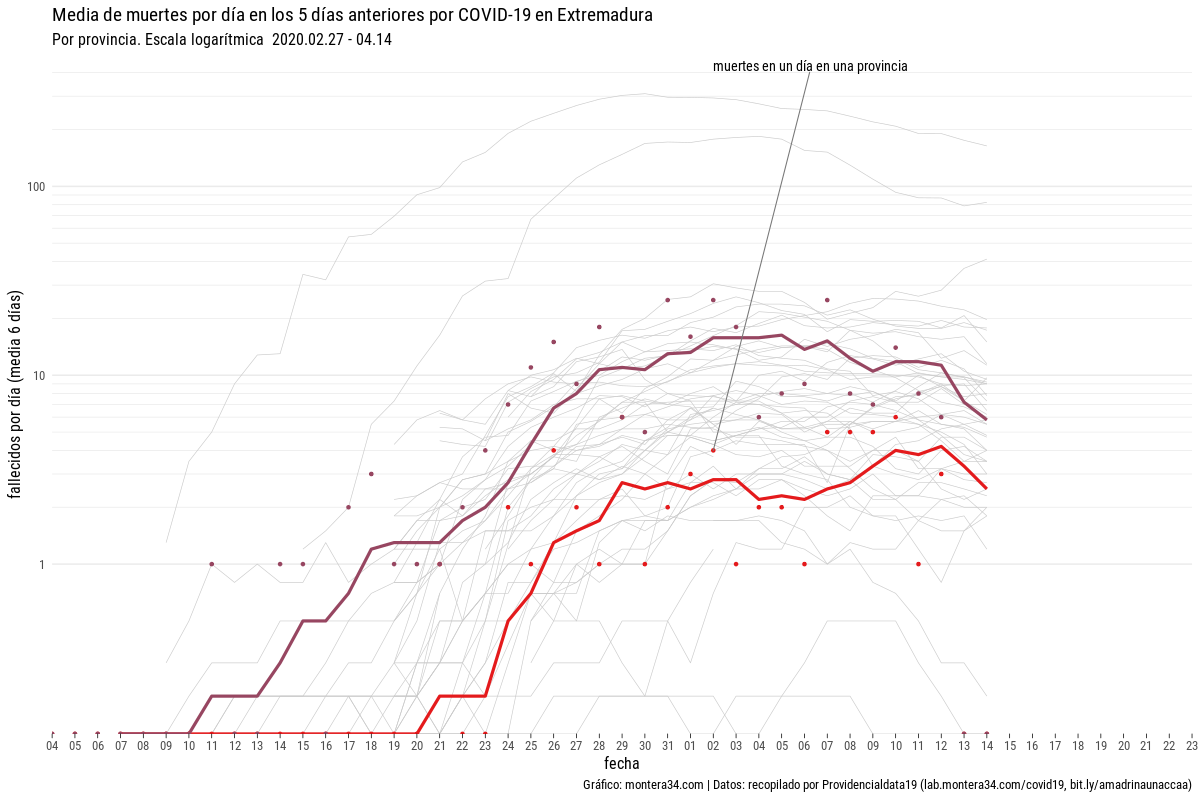 Media de muertes por día en los 5 días anteriores por COVID-19 en Extremadura
Por provincia. Escala logarítmica  2020.02.27 - 04.14
muertes en un día en una provincia
fallecidos por día (media 6 días)
100
10
1
04 05 06 07 08 09 10 11 12 13 14 15 16 17 18 19 20 21 22 23 24 25 26 27 28 29 30 31 01 02 03 04 05 06 07 08 09 10 11 12 13 14 15 16 17 18 19 20 21 22 23
fecha
Gráfico: montera34.com | Datos: recopilado por Providencialdata19 (lab.montera34.com/covid19, bit.ly/amadrinaunaccaa)